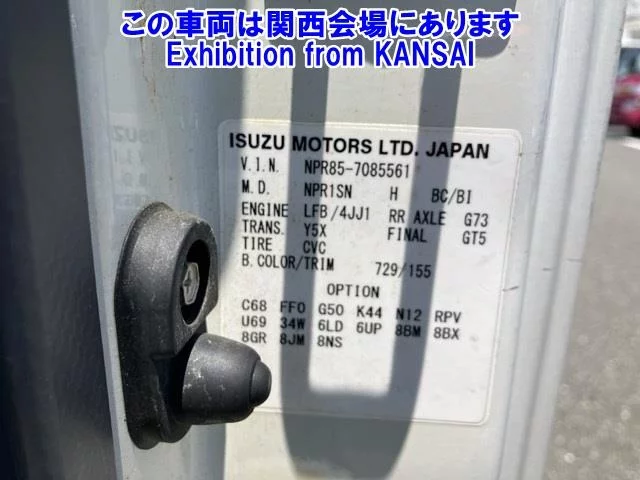 この車両は関西会場にあります
Exhibition from KANSAI
ISUZU MOTORS LTD. JAPAN
V.I.N. NPR85-7085561
M.D. NPR1SN H BC/BI
ENGINE LFB/4JJ1 RR AXLE G73
TRANS. Y5X FINAL GT5
TIRE CVC
B.COLOR/TRIM 729/155
OPTION
C68 FF0 G50 K44 N12 RPV
U69 34W 6LD 6UP 8BM 8BX
8GR 8JM 8NS